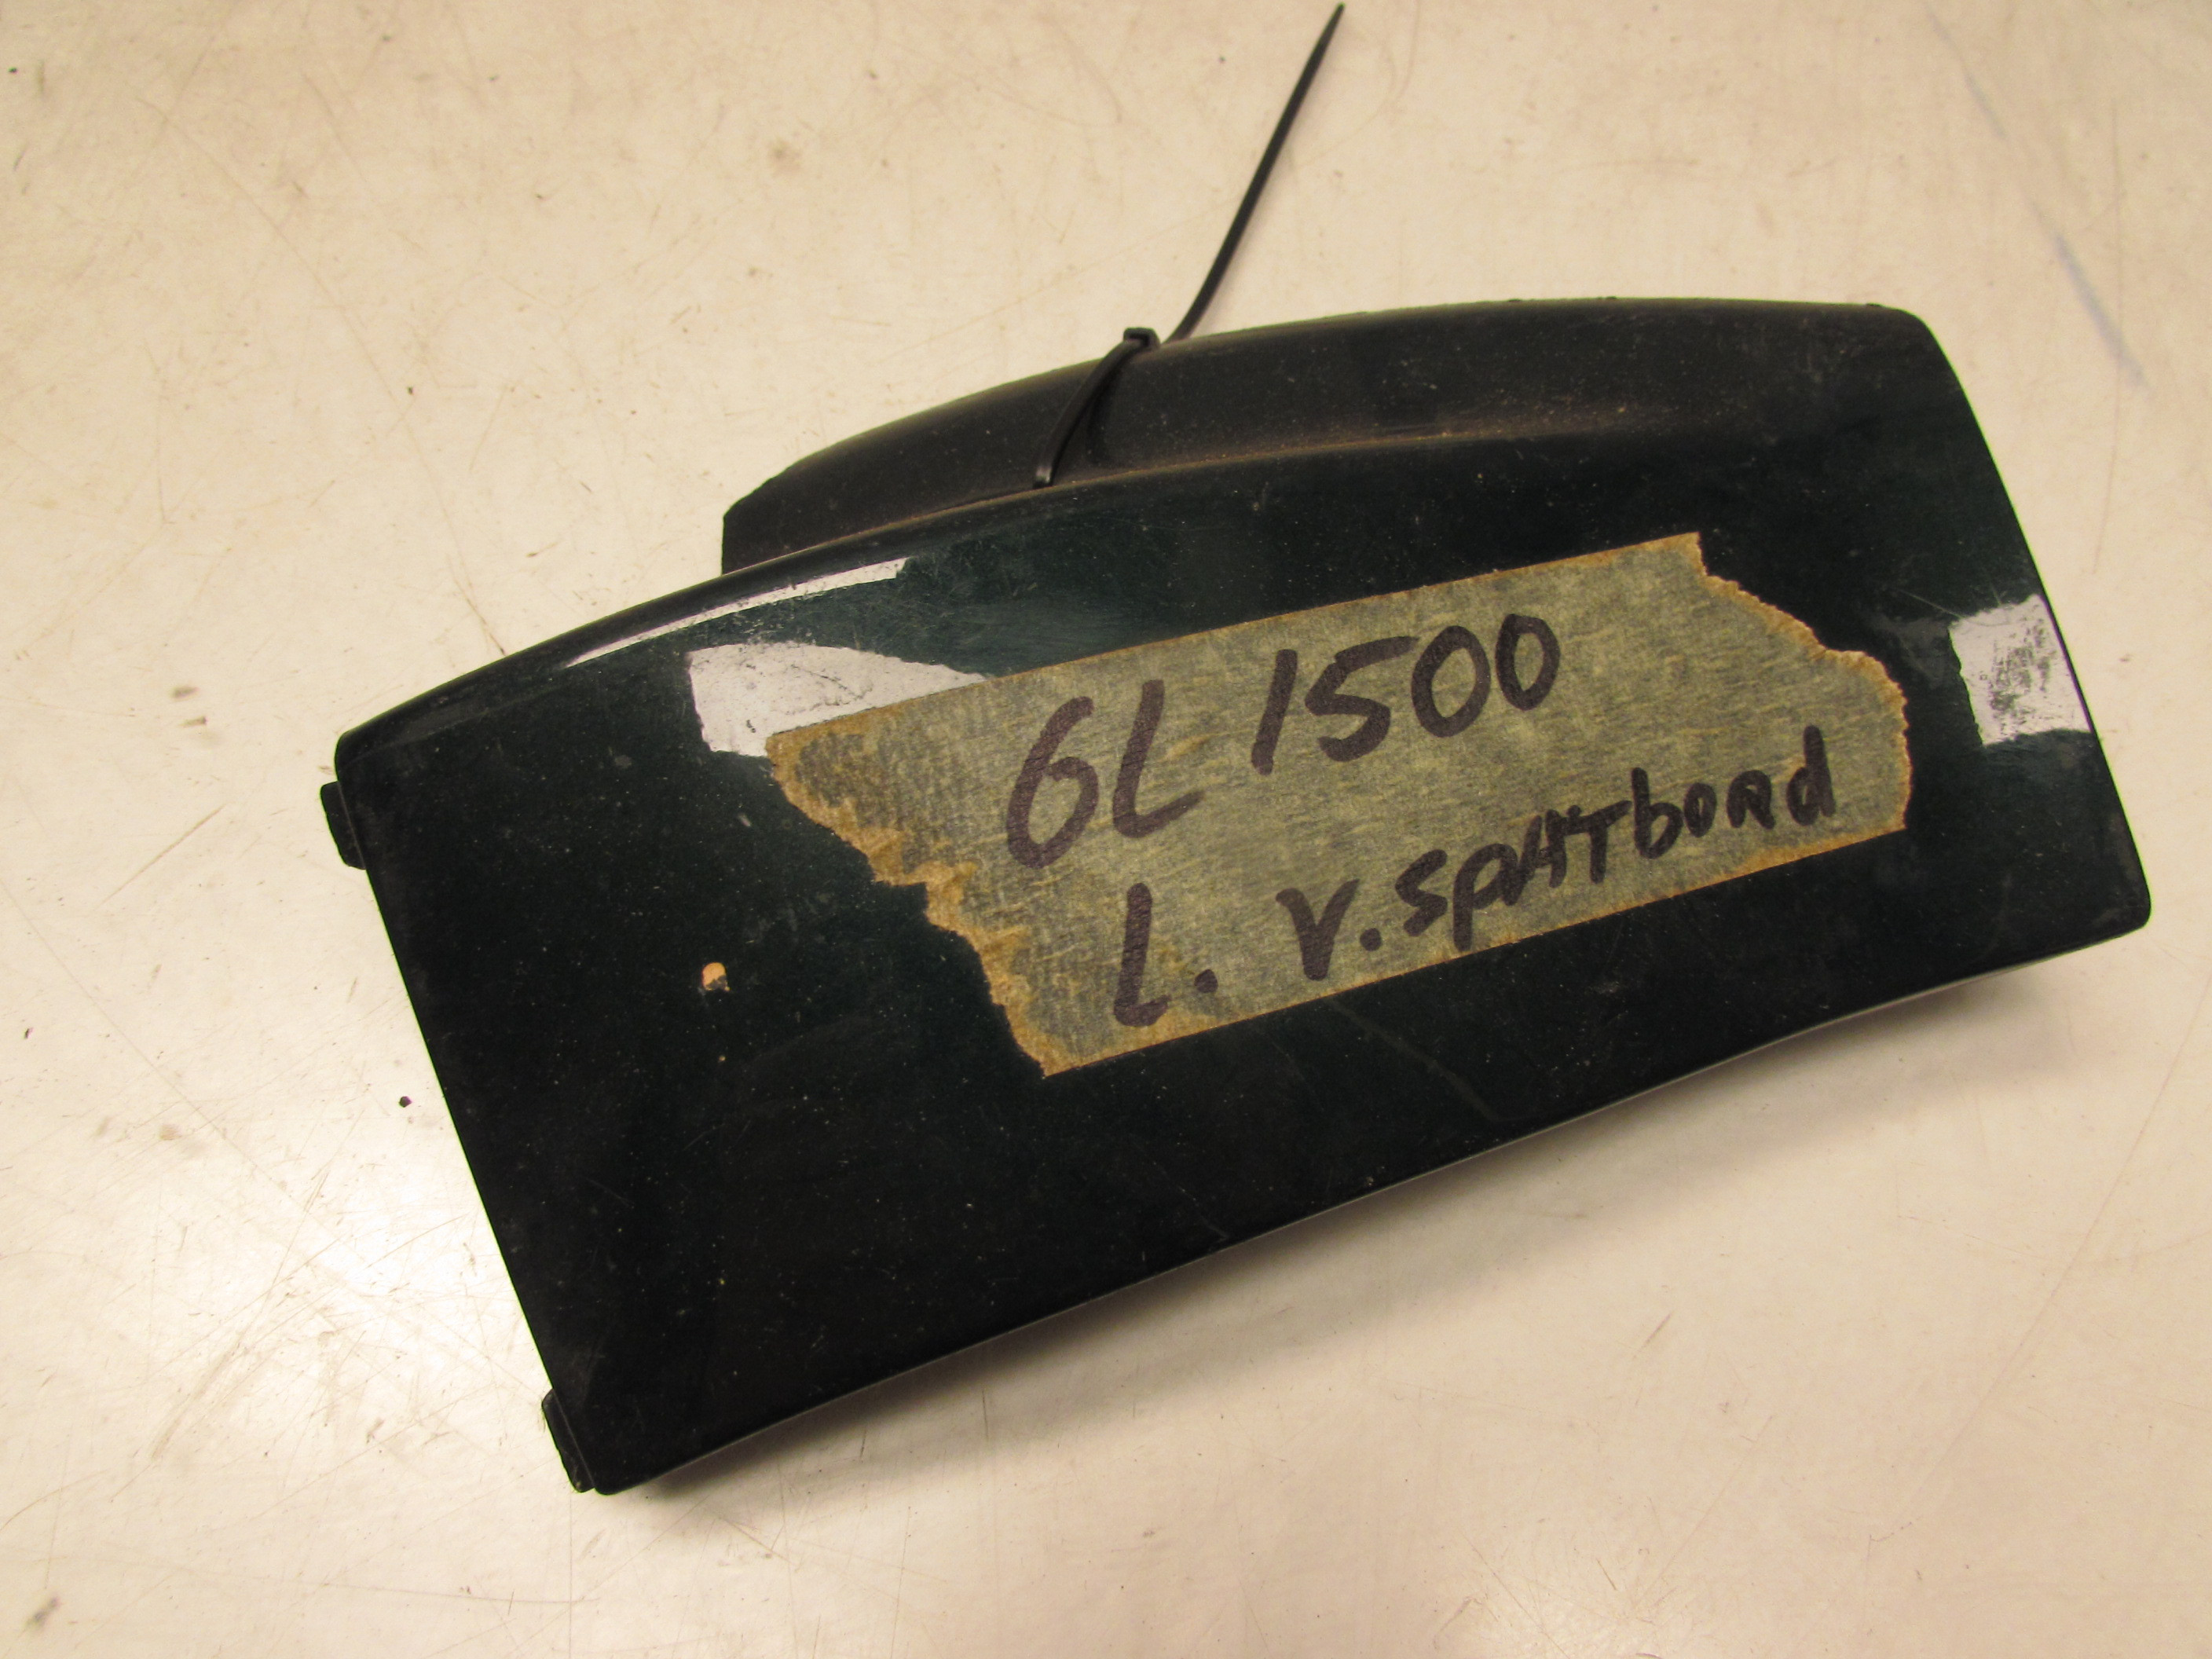 GL 1500
L. V. SPATbord